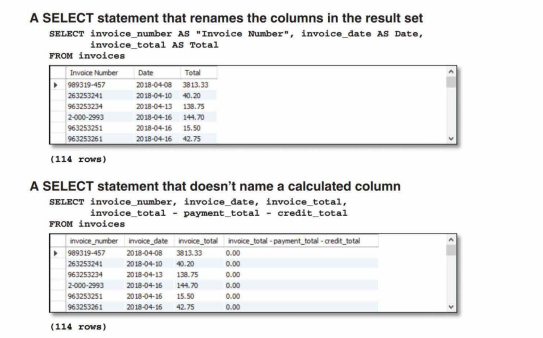 A SELECT statement that renames the columns in the result set
SELECT invoice_number AS "Invoice Number", invoice_date AS Date,
invoice_total AS Total
FROM invoices
Invoice Number Date Total
989319-457 2018-04-08 3813.33
263253241 2018-04-10 40.20
963253234 2018-04-13 138.75
2-000-2993 2018-04-16 144.70
963253251 2018-04-16 15.50
963253261 2018-04-16 42.75
(114 rows)
A SELECT statement that doesn't name a calculated column
SELECT invoice_number, invoice_date, invoice_total,
invoice_total - payment_total - credit_total
FROM invoices
invoice_number invoice_date invoice_total invoice_total - payment_total - credit_total
989319-457 2018-04-08 3813.33 0.00
263253241 2018-04-10 40.20 0.00
963253234 2018-04-13 138.75 0.00
2-000-2993 2018-04-16 144.70 0.00
963253251 2018-04-16 15.50 0.00
963253261 2018-04-16 42.75 0.00
(114 rows)